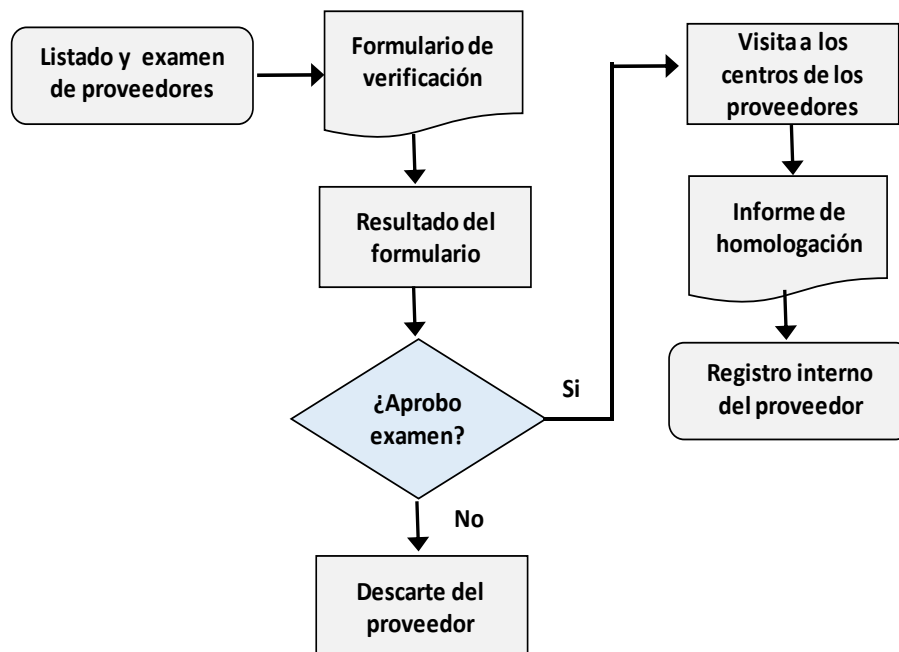 Listado y examen
de proveedores
Formulario de
verificación
Resultado del
formulario
¿Aprobo
examen?
Si
No
Descarte del
proveedor
Visita a los
centros de los
proveedores
Informe de
homologación
Registro interno
del proveedor